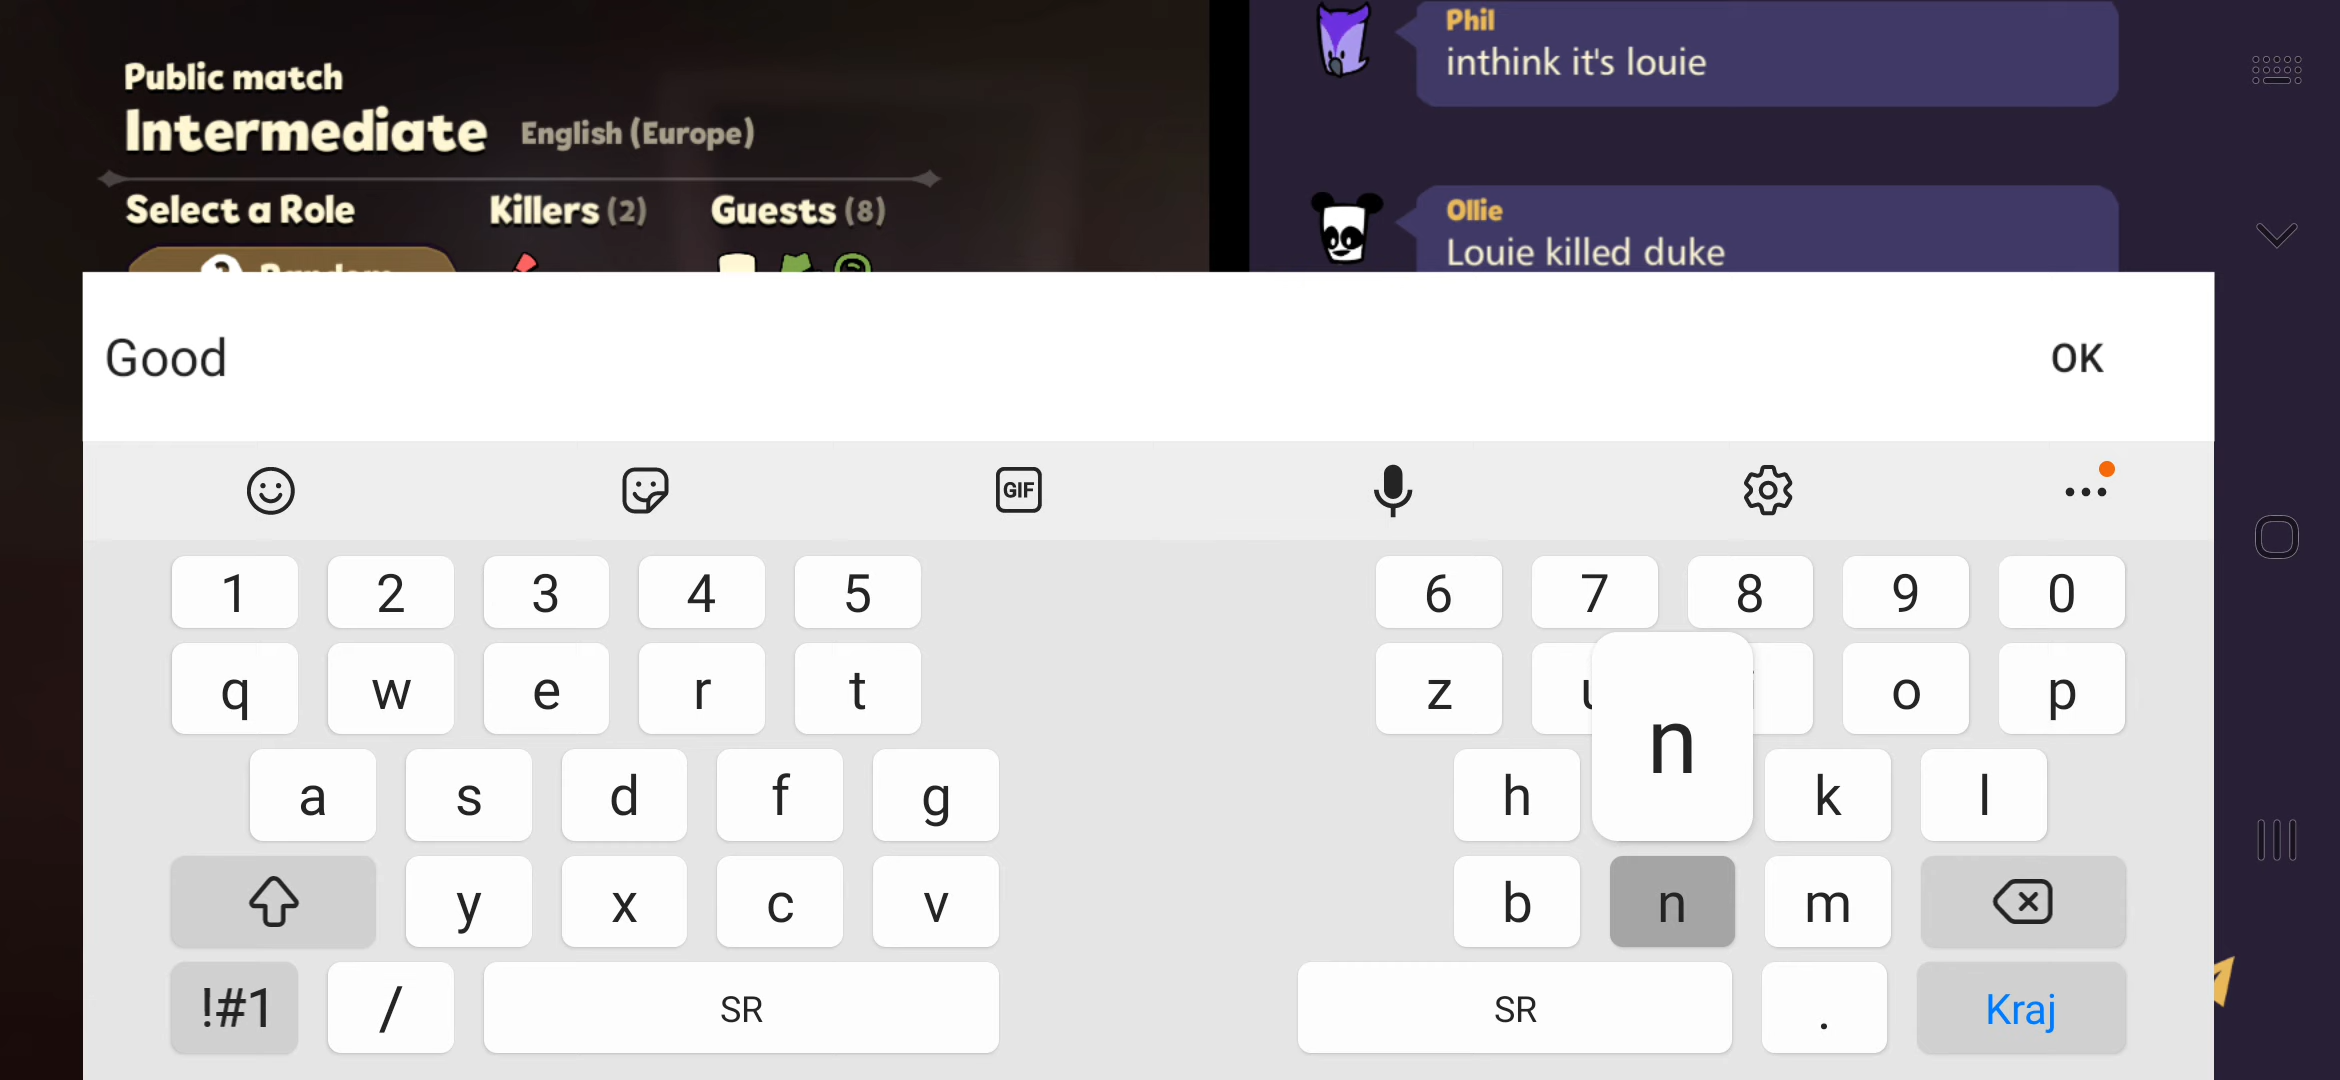 Public match
Intermediate English (Europe)
Select a Role Killers (2) Guests (8)
Phil
inthink it's louie
Ollie
Louie killed duke
Good OK
GIF
1 2 3 4 5 6 7 8 9 0
q w e r t z o p
a s d f g h n k l
y x c v b n m
!#1 / SR SR . Kraj